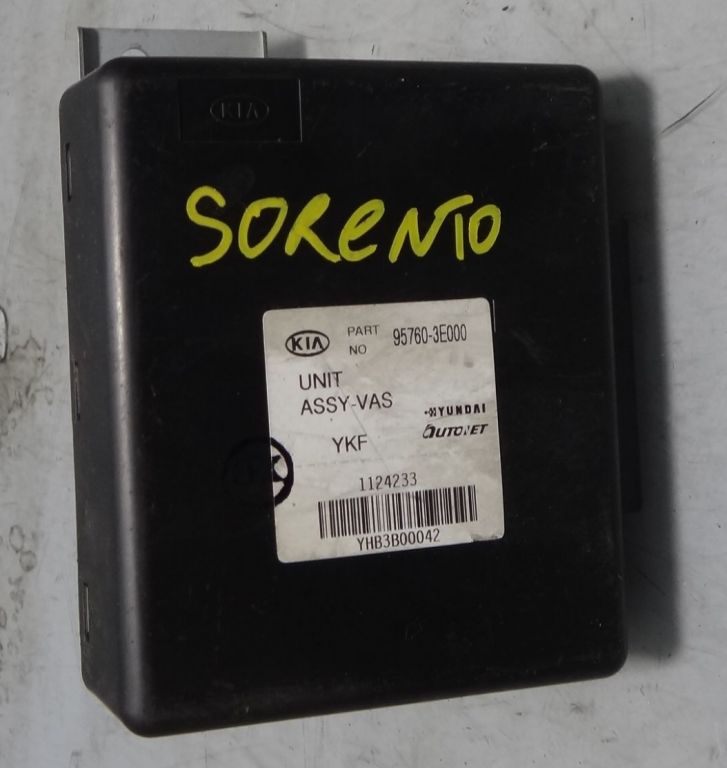 KIA
SORENTO
KIA PART NO 95760-3E000
UNIT
ASSY-VAS
HYUNDAI
AUTONET
YKF
1124233
YHB3B00042